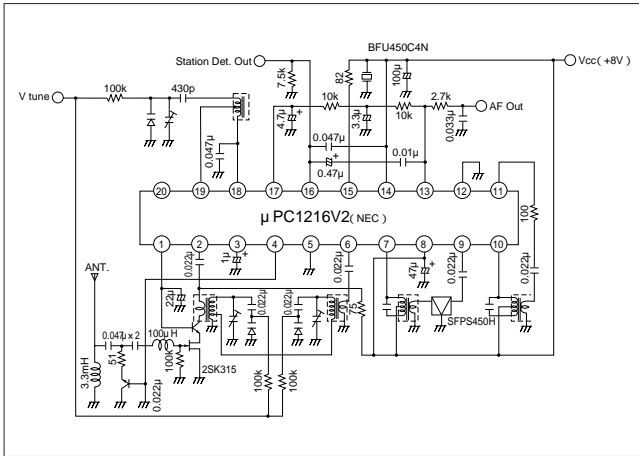 BFU450C4N
Station Det. Out
Vcc( +8V )
V tune
100k
430p
7.5k
82
100µ
10k
2.7k
AF Out
4.7µ
3.3µ
10k
0.033µ
0.047µ
0.047µ
0.47µ
0.01µ
20 19 18 17 16 15 14 13 12 11
µ PC1216V2( NEC )
100
1 2 3 4 5 6 7 8 9 10
ANT.
0.022µ
1µ
0.022µ
47µ
0.022µ
0.022µ
22µ
0.022µ
0.022µ
75
SFPS450H
0.047µ x 2
100µ H
3.3mH
51
100k
2SK315
0.022µ
100k
100k